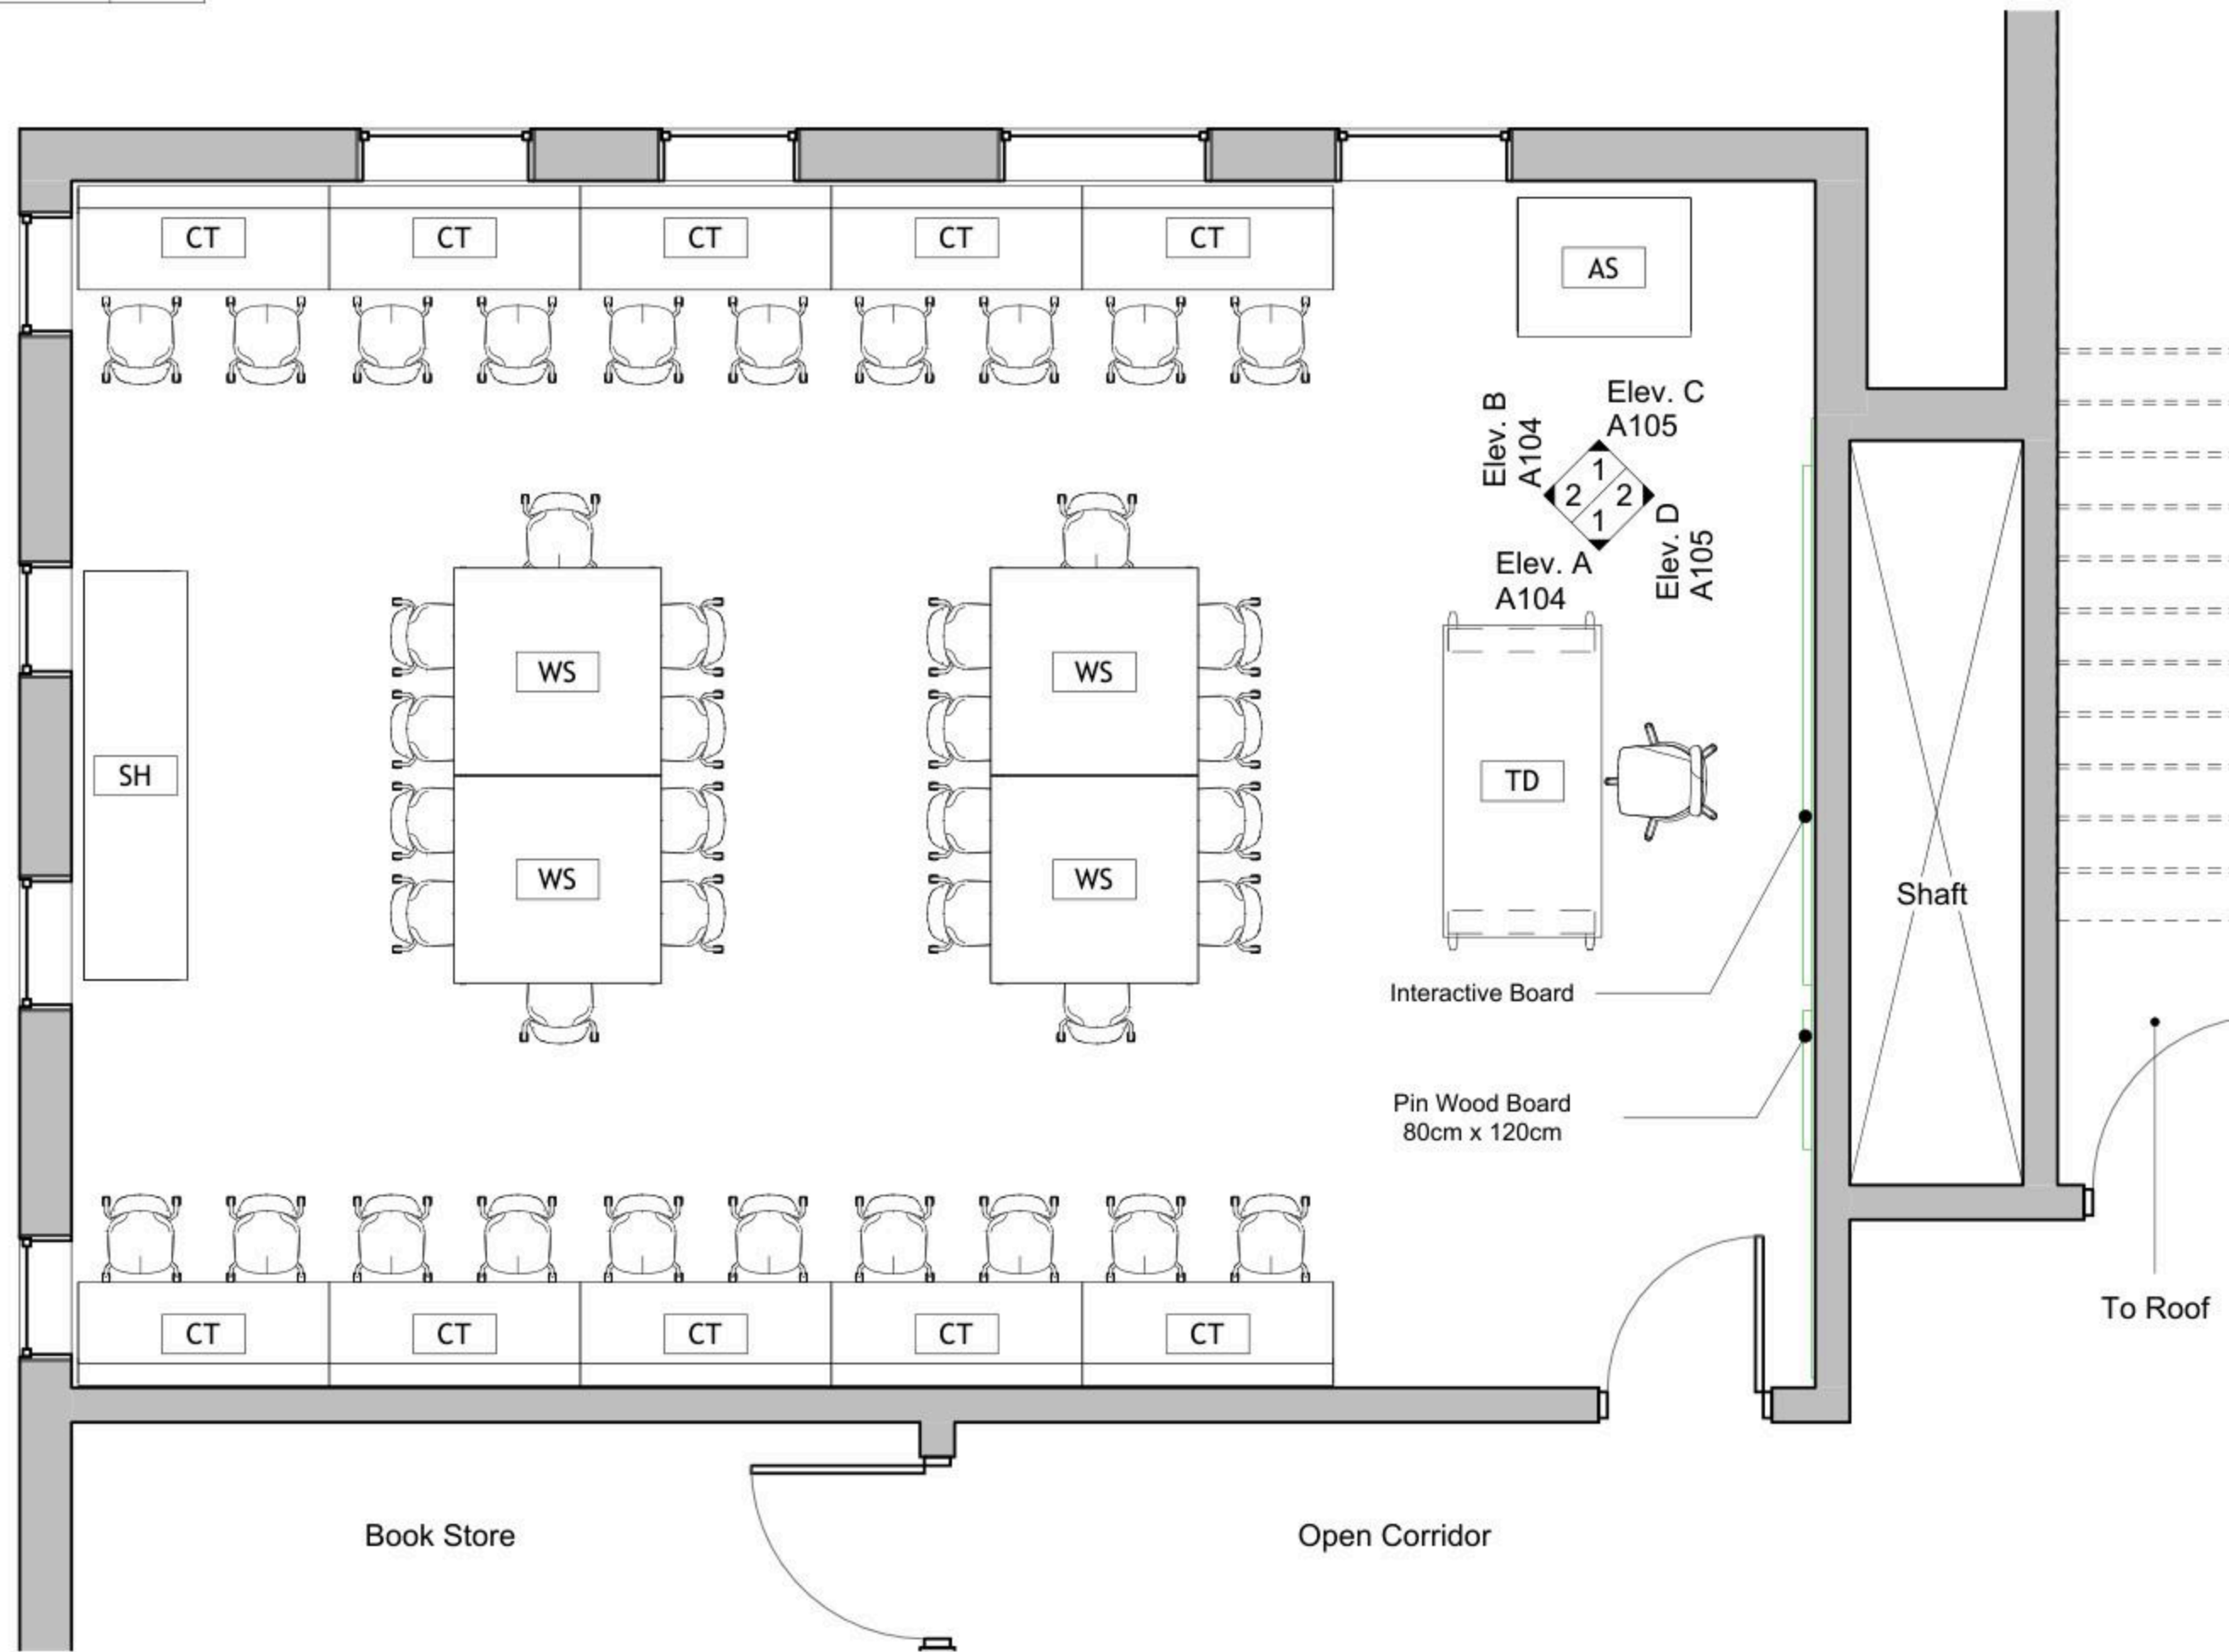 CT
CT
CT
CT
CT
AS
Elev. B
A104
Elev. C
A105
1
2
2
1
Elev. A
A104
Elev. D
A105
WS
WS
SH
TD
WS
WS
Shaft
Interactive Board
Pin Wood Board
80cm x 120cm
To Roof
CT
CT
CT
CT
CT
Book Store
Open Corridor